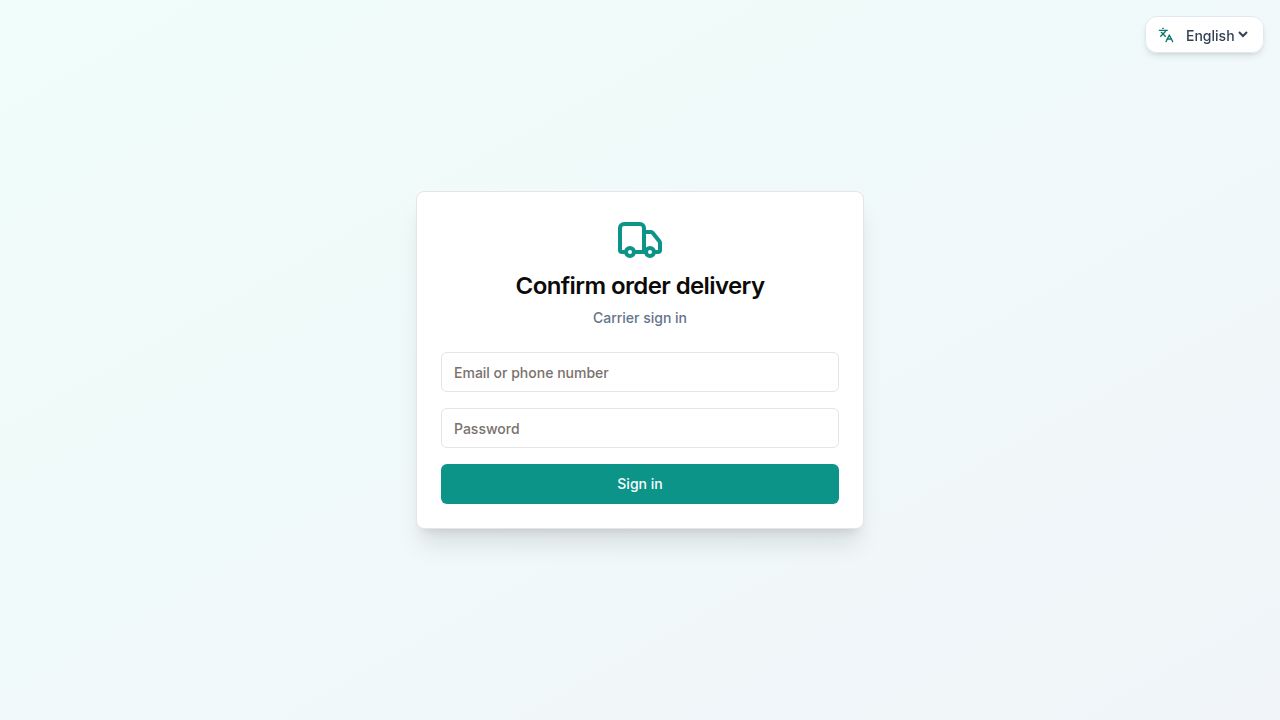 English
Confirm order delivery
Carrier sign in
Email or phone number
Password
Sign in